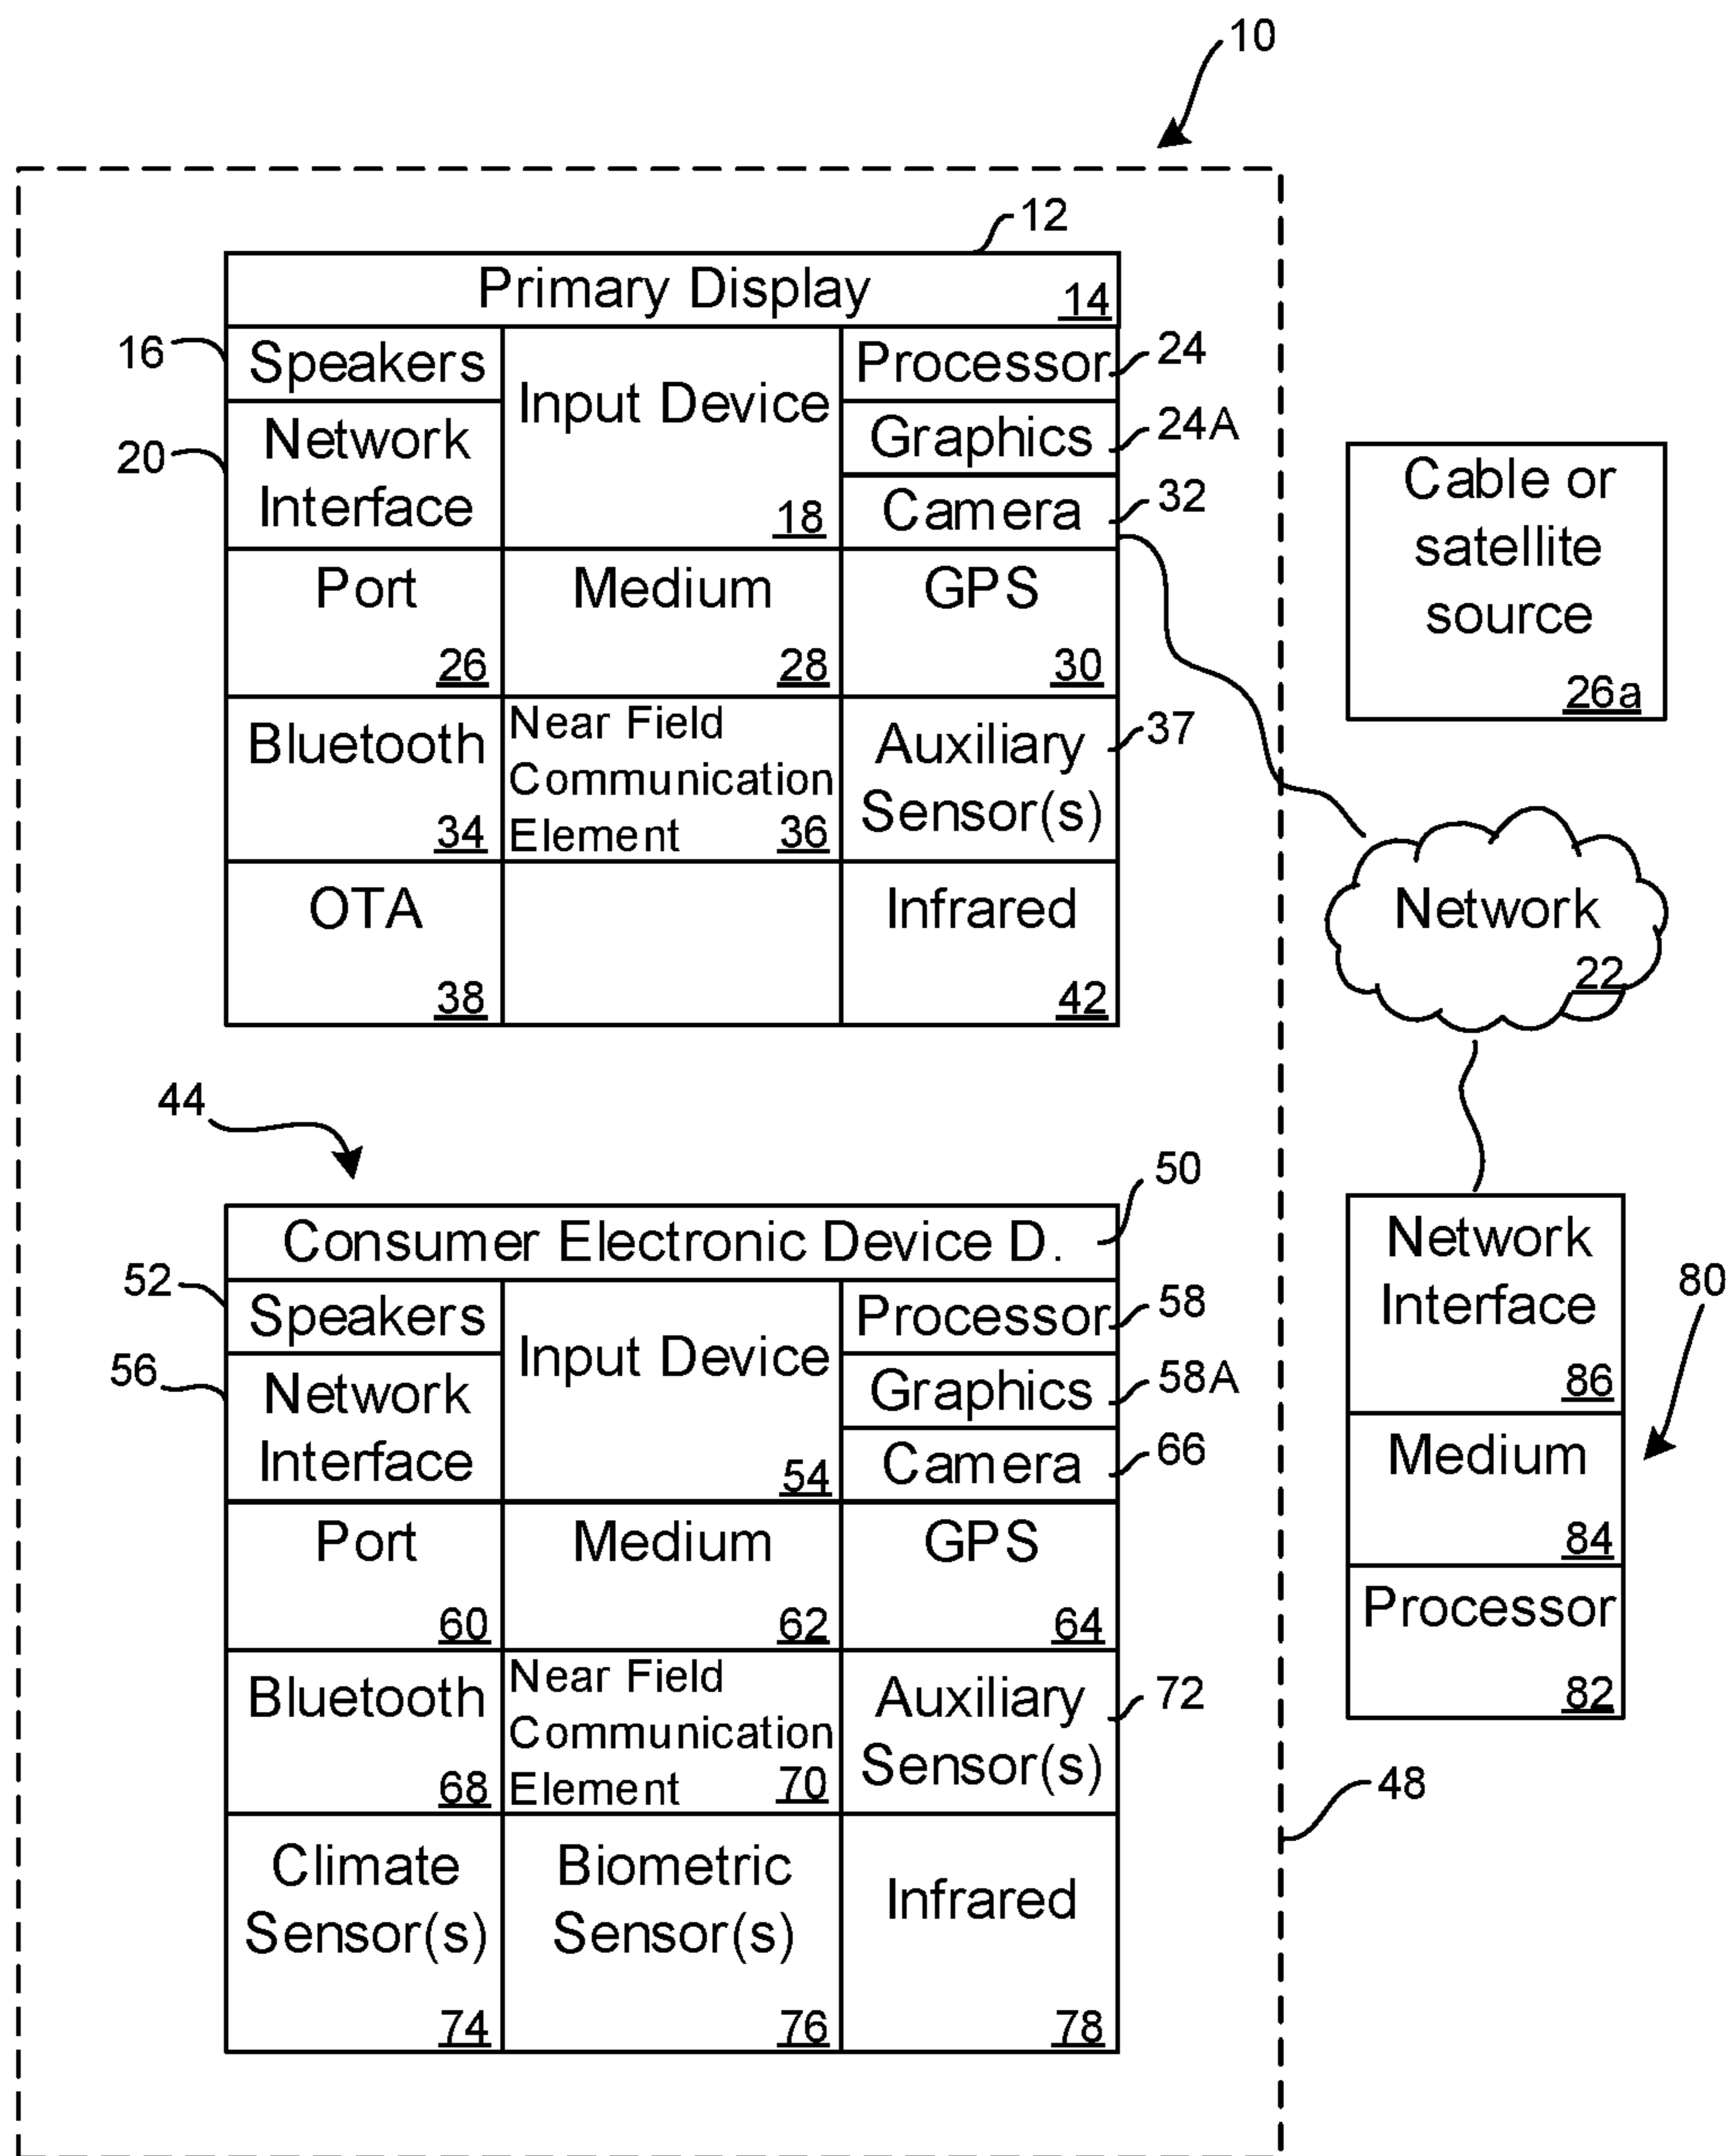 10
12
Primary Display
14
16
Speakers
Input Device
18
Processor
24
20
Network
Interface
Graphics
24A
Camera
32
Port
26
Medium
28
GPS
30
Bluetooth
34
Near Field
Communication
Element
36
Auxiliary
Sensor(s)
37
OTA
38
Infrared
42
Cable or
satellite
source
26a
Network
22
44
50
Consumer Electronic Device D.
52
Speakers
Input Device
54
Processor
58
56
Network
Interface
Graphics
58A
Camera
66
Port
60
Medium
62
GPS
64
Bluetooth
68
Near Field
Communication
Element
70
Auxiliary
Sensor(s)
72
Climate
Sensor(s)
74
Biometric
Sensor(s)
76
Infrared
78
Network
Interface
86
80
Medium
84
Processor
82
48